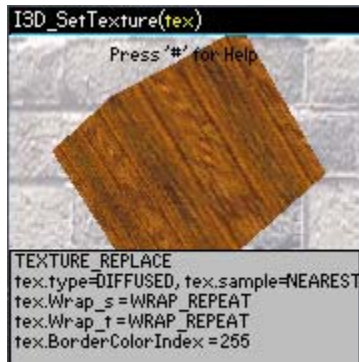 I3D_SetTexture(tex)
Press '#' for Help
TEXTURE_REPLACE
tex.type=DIFFUSED, tex.sample=NEAREST
tex.Wrap_s=WRAP_REPEAT
tex.Wrap_t=WRAP_REPEAT
tex.BorderColorIndex=255